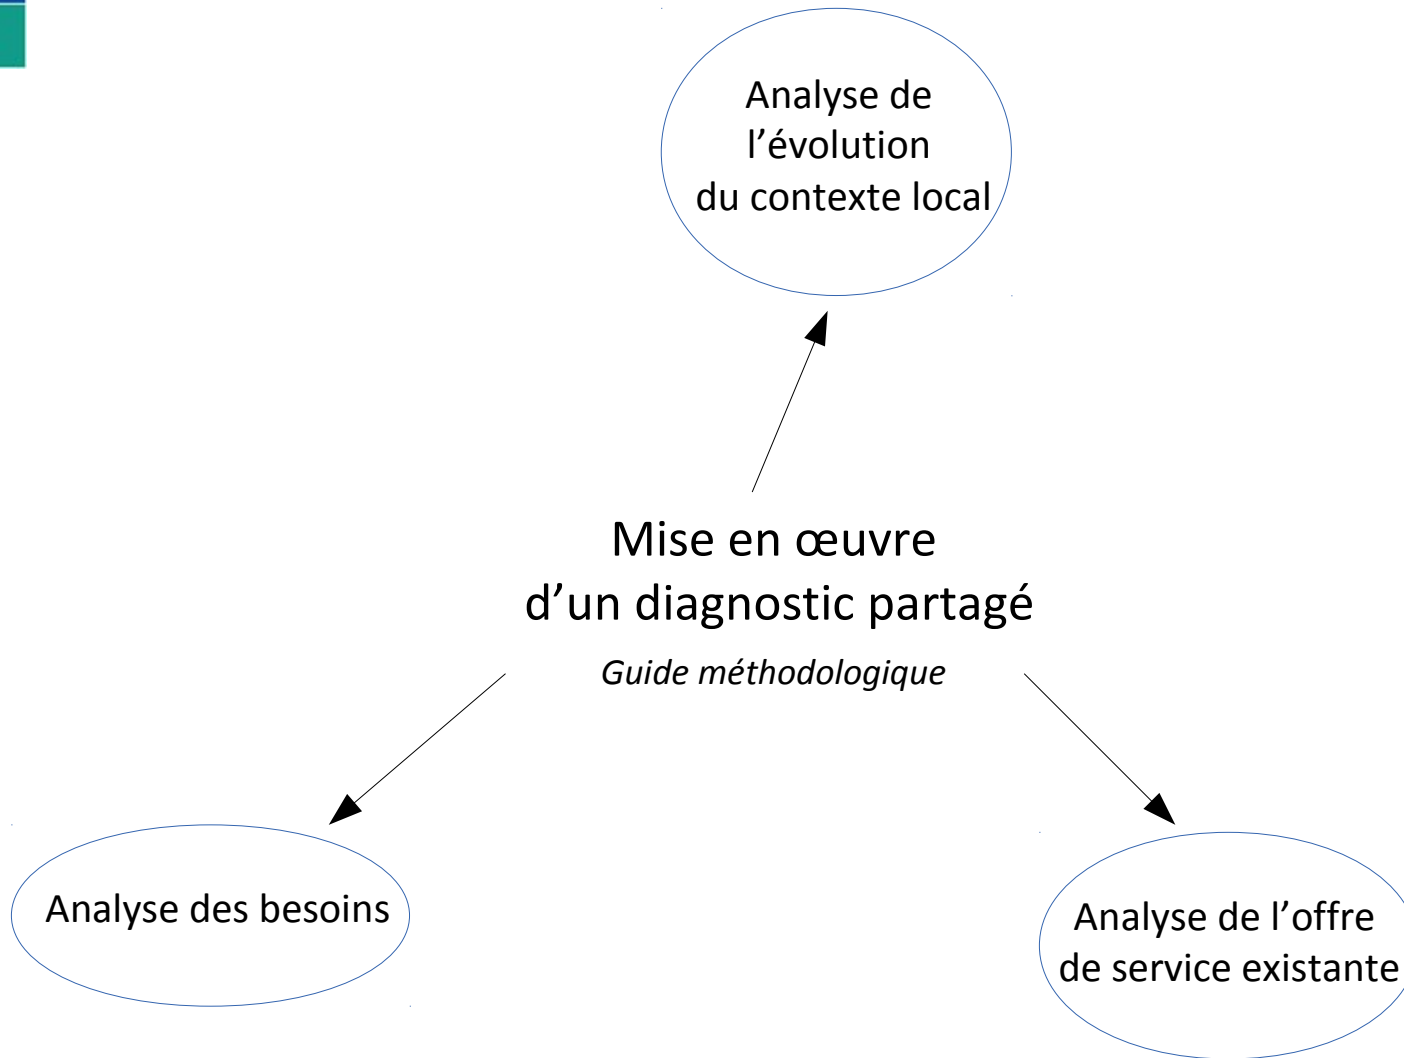 Analyse de
l’évolution
du contexte local
Mise en œuvre
d’un diagnostic partagé
Guide méthodologique
Analyse des besoins
Analyse de l’offre
de service existante